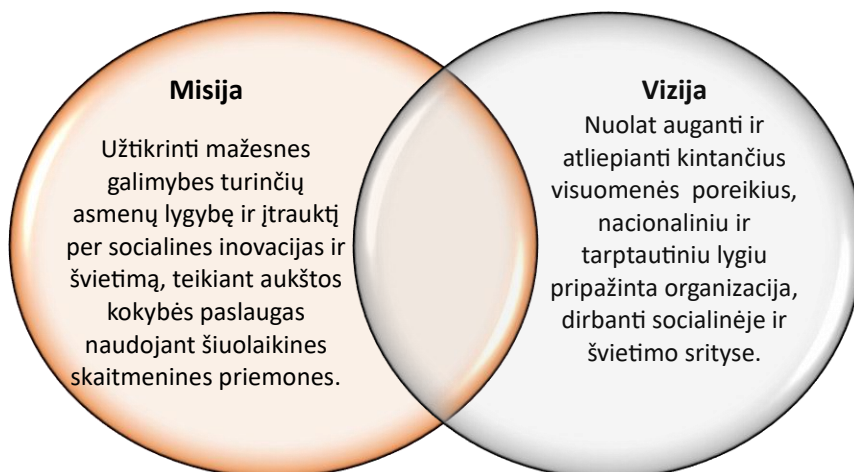 Misija
Užtikrinti mažesnes
galimybes turinčių
asmenų lygybę ir įtrauktį
per socialines inovacijas ir
švietimą, teikiant aukštos
kokybės paslaugas
naudojant šiuolaikines
skaitmenines priemones.
Vizija
Nuolat auganti ir
atliepianti kintančius
visuomenės  poreikius,
nacionaliniu ir
tarptautiniu lygiu
pripažinta organizacija,
dirbanti socialinėje ir
švietimo srityse.